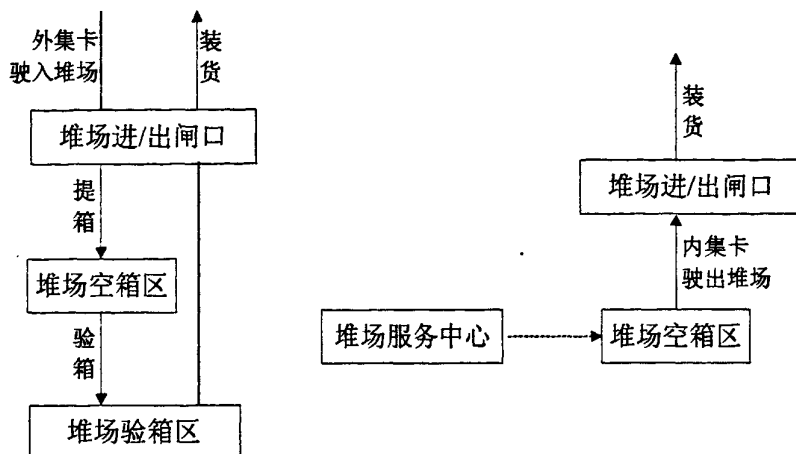 外集卡
驶入堆场
装
货
堆场进/出闸口
提
箱
堆场空箱区
验
箱
堆场验箱区
装
货
堆场进/出闸口
内集卡
驶出堆场
堆场服务中心
堆场空箱区